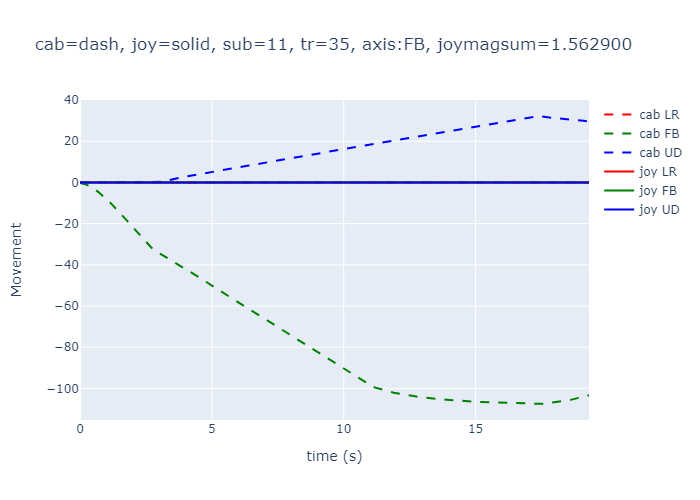 cab=dash, joy=solid, sub=11, tr=35, axis:FB, joymagsum=1.562900
40
20
0
−20
−40
−60
−80
−100
Movement
0
5
10
15
time (s)
cab LR
cab FB
cab UD
joy LR
joy FB
joy UD